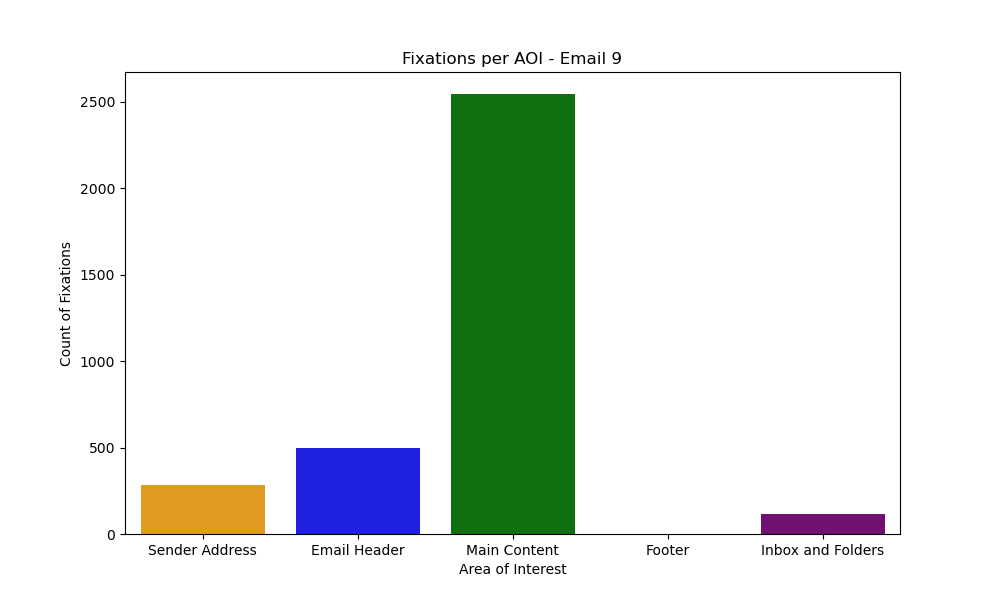 Fixations per AOI - Email 9
Count of Fixations
2500
2000
1500
1000
500
0
Sender Address
Email Header
Main Content
Footer
Inbox and Folders
Area of Interest